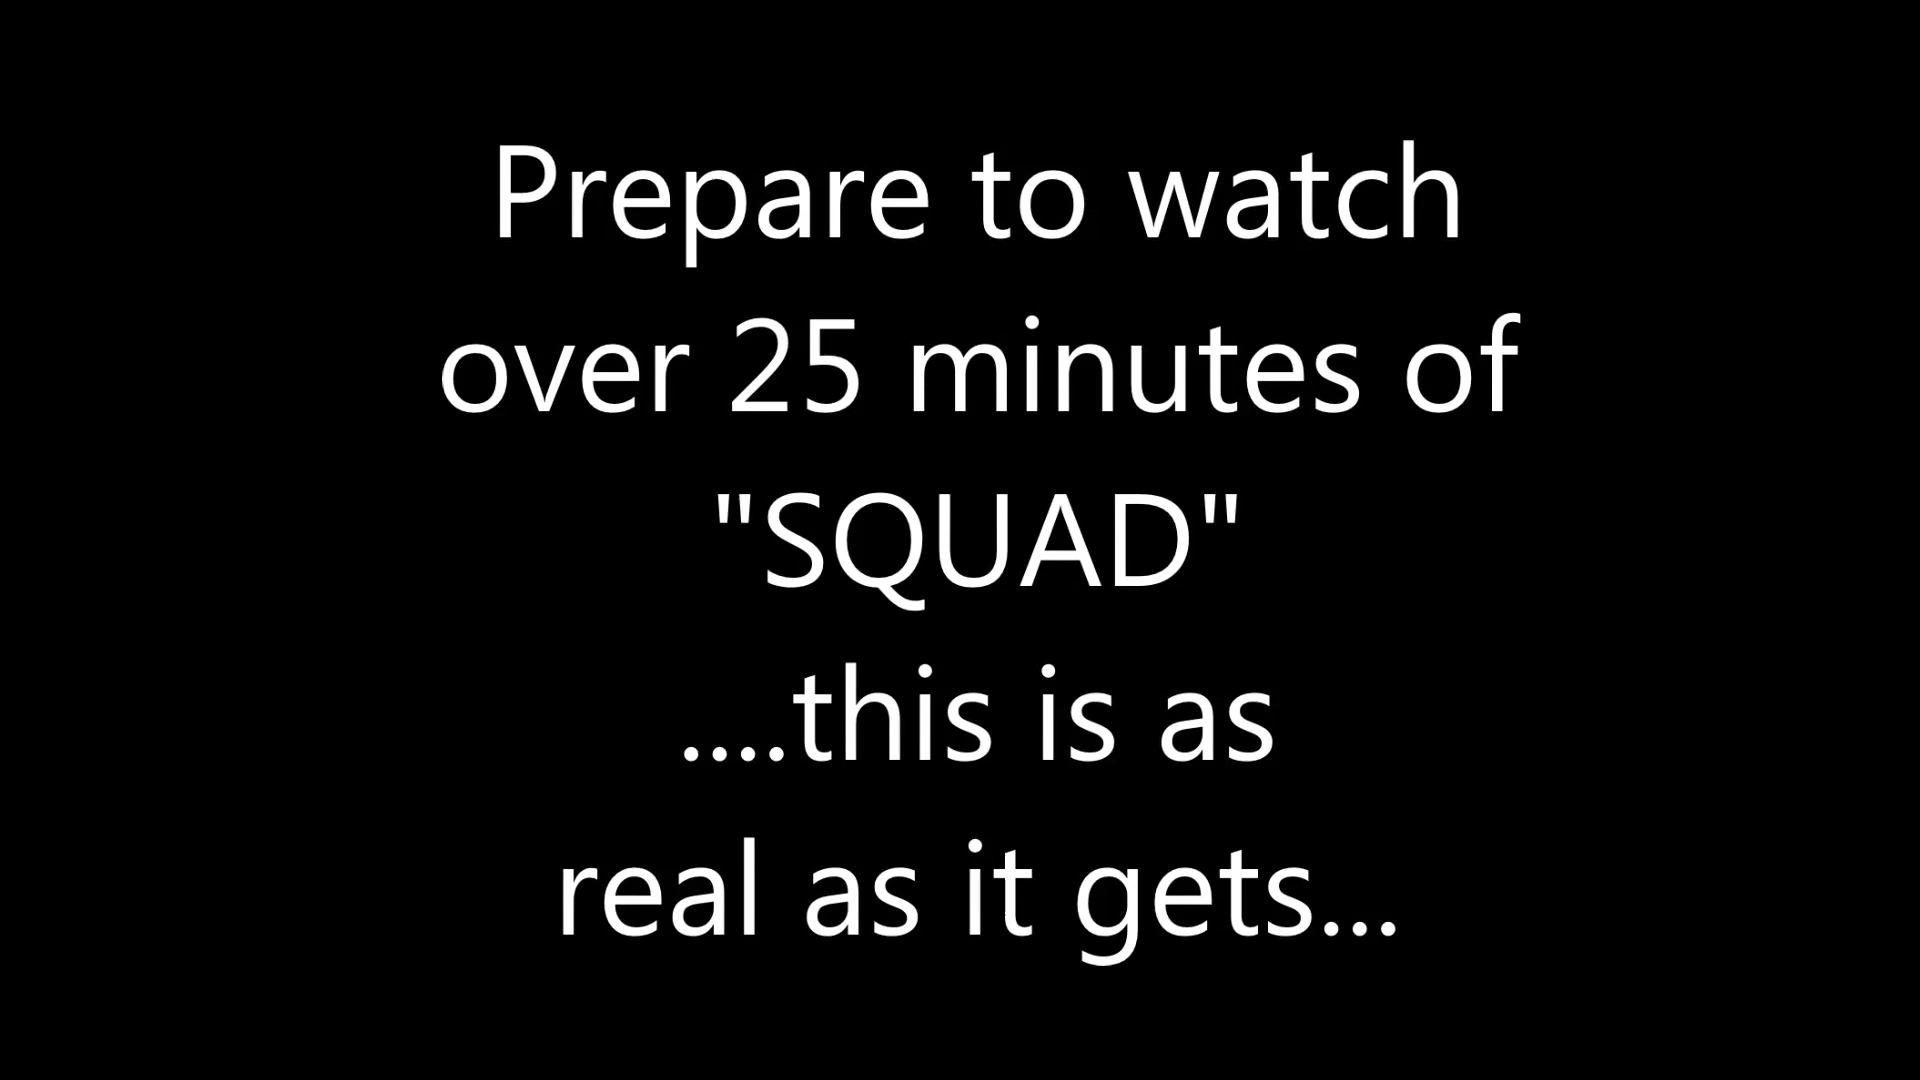 Prepare to watch
over 25 minutes of
"SQUAD"
....this is as
real as it gets...